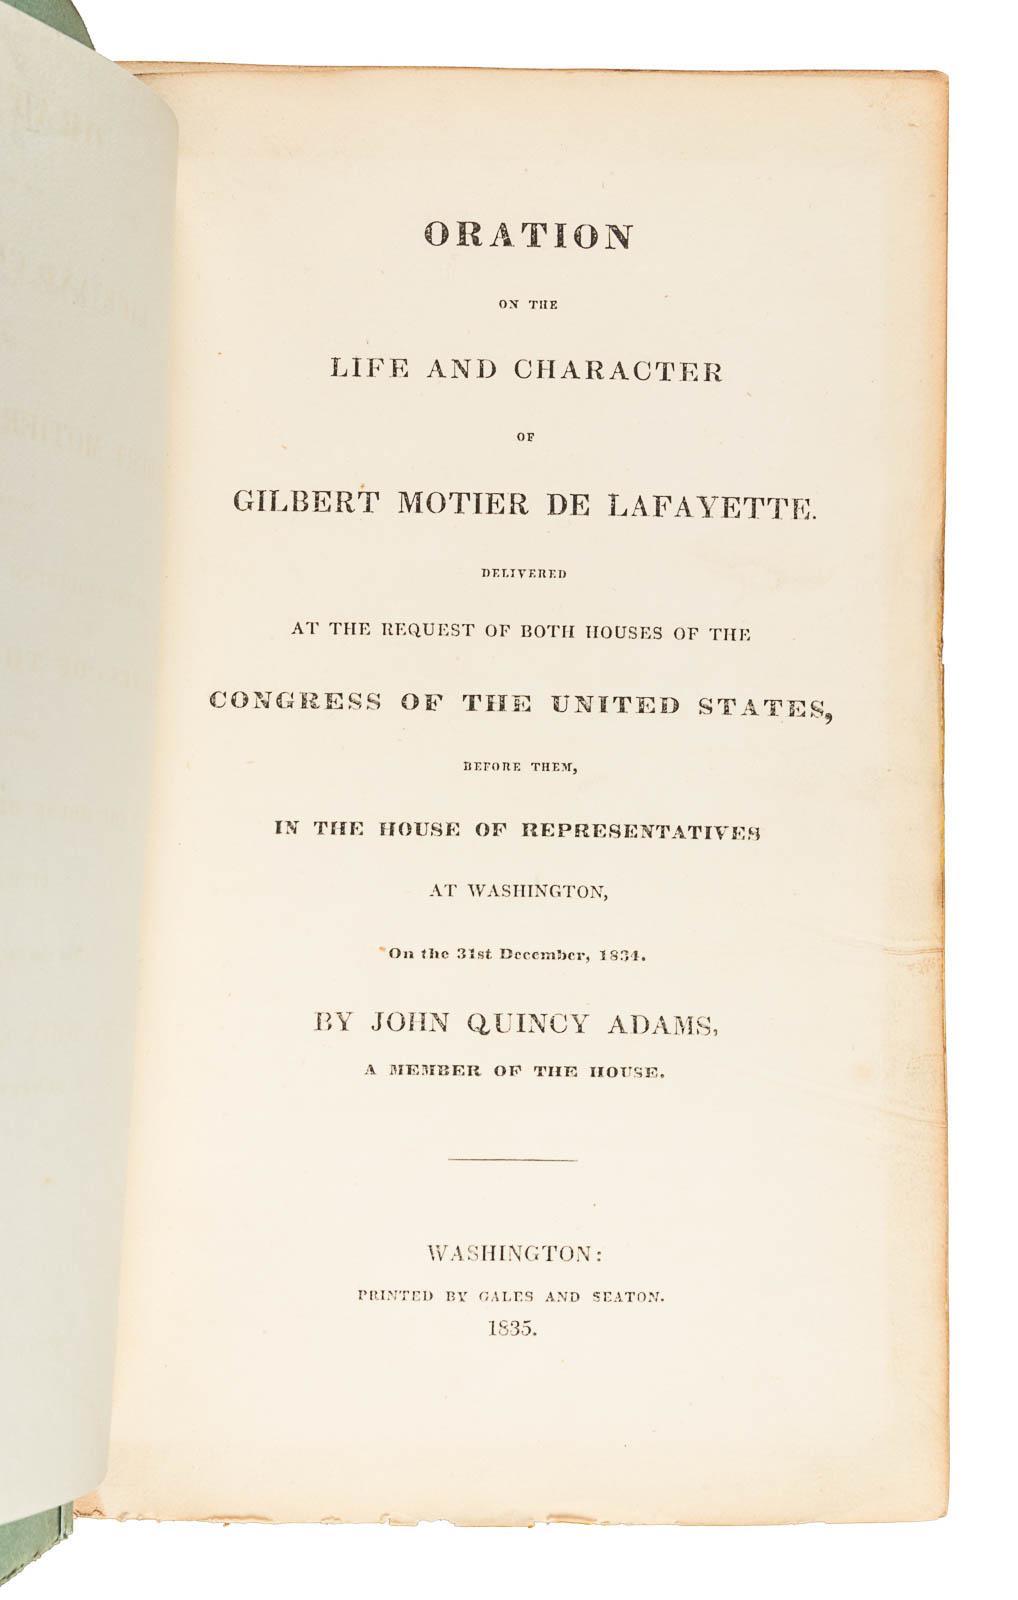 ORATION
ON THE
LIFE AND CHARACTER
OF
GILBERT MOTIER DE LAFAYETTE.
DELIVERED
AT THE REQUEST OF BOTH HOUSES OF THE
CONGRESS OF THE UNITED STATES,
BEFORE THEM,
IN THE HOUSE OF REPRESENTATIVES
AT WASHINGTON,
On the 31st December, 1834.
BY JOHN QUINCY ADAMS,
A MEMBER OF THE HOUSE.
WASHINGTON:
PRINTED BY GALES AND SEATON.
1835.